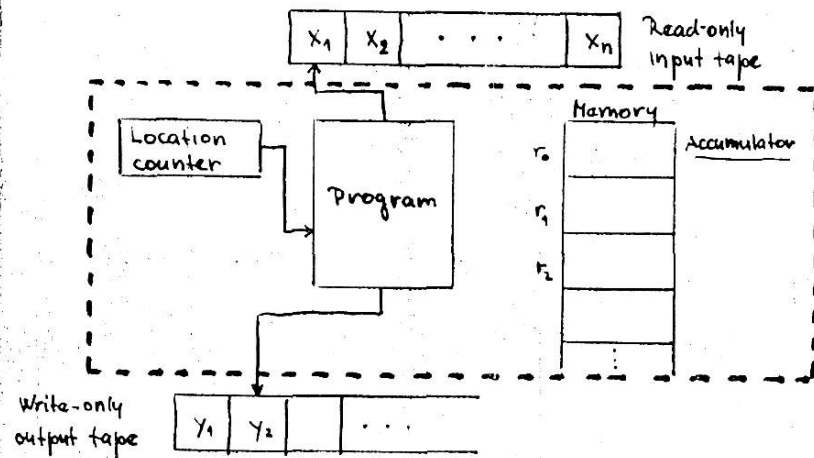 x₁ x₂ . . . xₙ
Read-only
input tape
Location
counter
Program
Memory
Accumulator
r₀
r₁
r₂
⋮
Write-only
output tape
y₁ y₂ . . .